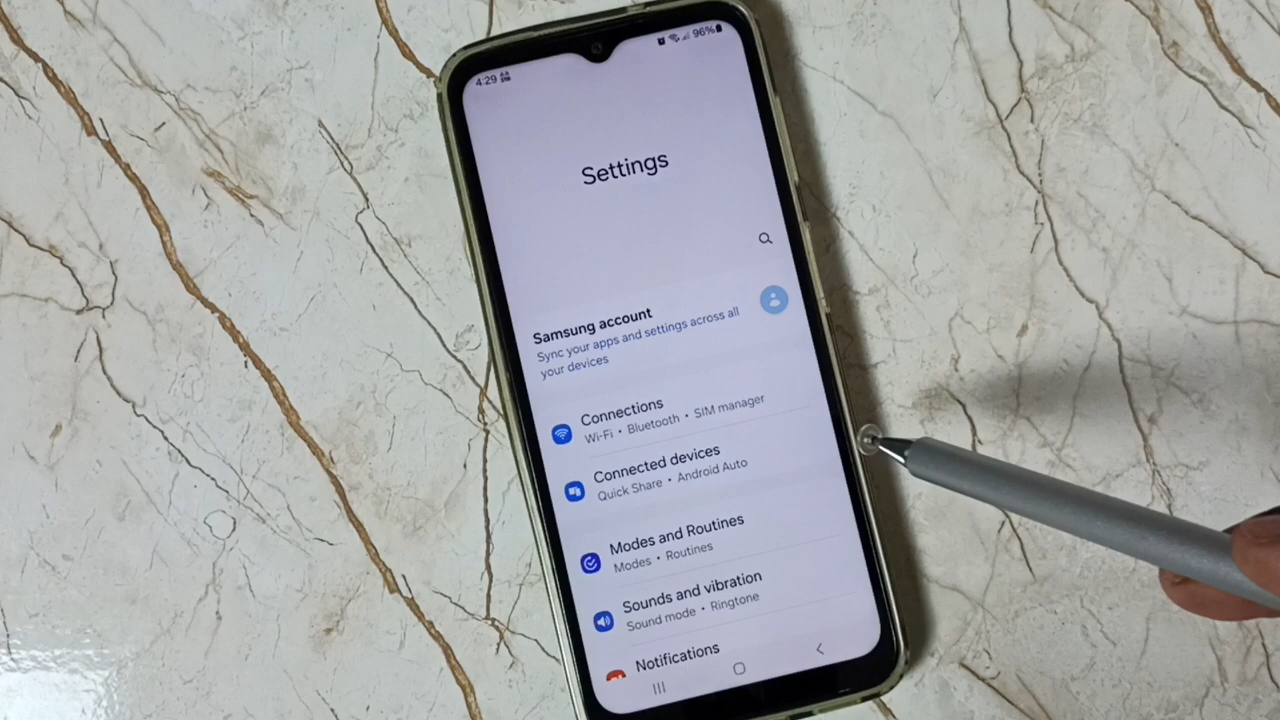 4:29
96%
Settings
Samsung account
Sync your apps and settings across all
your devices
Connections
Wi-Fi • Bluetooth • SIM manager
Connected devices
Quick Share • Android Auto
Modes and Routines
Modes • Routines
Sounds and vibration
Sound mode • Ringtone
Notifications